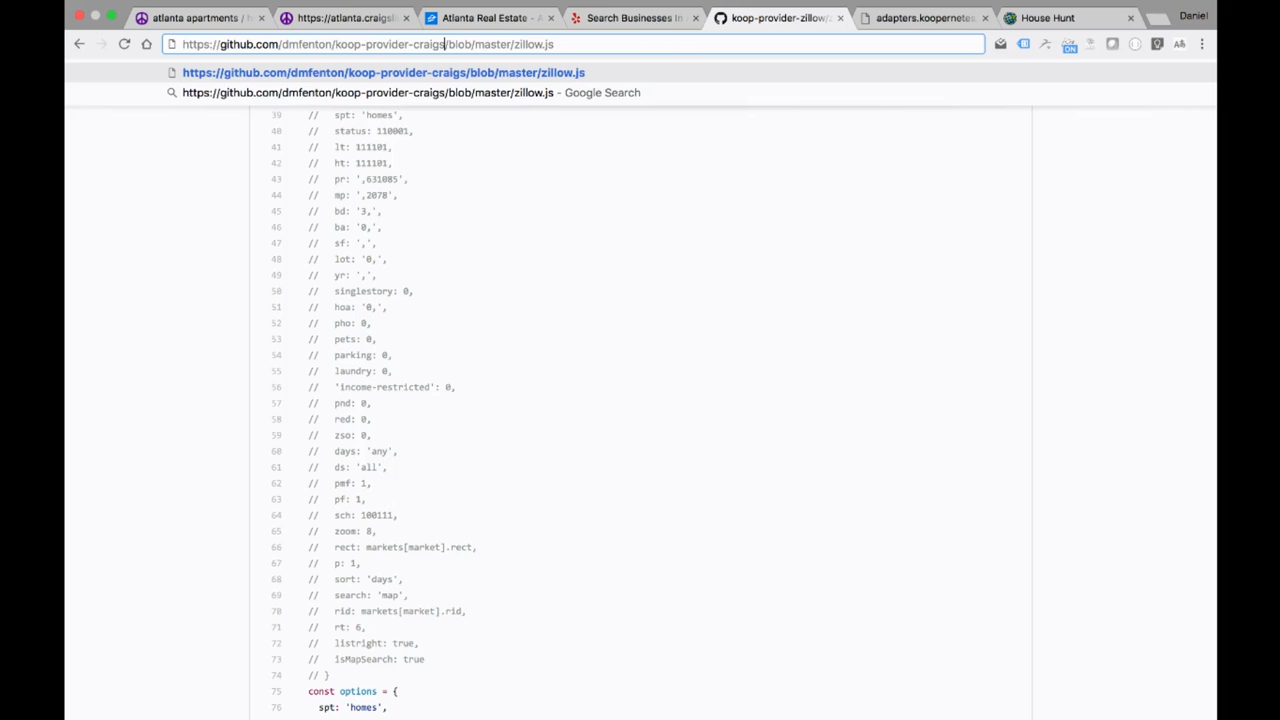 atlanta apartments / h
https://atlanta.craigsli
Atlanta Real Estate - A
Search Businesses In
koop-provider-zillow/z
adapters.koopernetes
House Hunt
Daniel
https://github.com/dmfenton/koop-provider-craigs/blob/master/zillow.js
ON
https://github.com/dmfenton/koop-provider-craigs/blob/master/zillow.js
https://github.com/dmfenton/koop-provider-craigs/blob/master/zillow.js - Google Search
39 // spt: 'homes',
40 // status: 110001,
41 // lt: 111101,
42 // ht: 111101,
43 // pr: ',631085',
44 // mp: ',2078',
45 // bd: '3,',
46 // ba: '0,',
47 // sf: ',',
48 // lot: '0,',
49 // yr: ',',
50 // singlestory: 0,
51 // hoa: '0,',
52 // pho: 0,
53 // pets: 0,
54 // parking: 0,
55 // laundry: 0,
56 // 'income-restricted': 0,
57 // pnd: 0,
58 // red: 0,
59 // zso: 0,
60 // days: 'any',
61 // ds: 'all',
62 // pmf: 1,
63 // pf: 1,
64 // sch: 100111,
65 // zoom: 8,
66 // rect: markets[market].rect,
67 // p: 1,
68 // sort: 'days',
69 // search: 'map',
70 // rid: markets[market].rid,
71 // rt: 6,
72 // listright: true,
73 // isMapSearch: true
74 // }
75 const options = {
76 spt: 'homes',